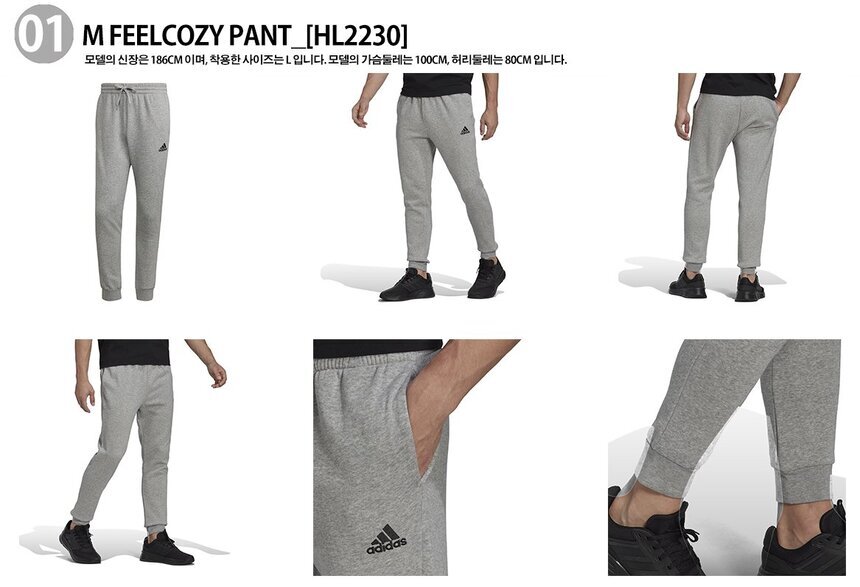 01 M FEELCOZY PANT_[HL2230]
모델의 신장은 186CM 이며, 착용한 사이즈는 L 입니다. 모델의 가슴둘레는 100CM, 허리둘레는 80CM 입니다.
adidas